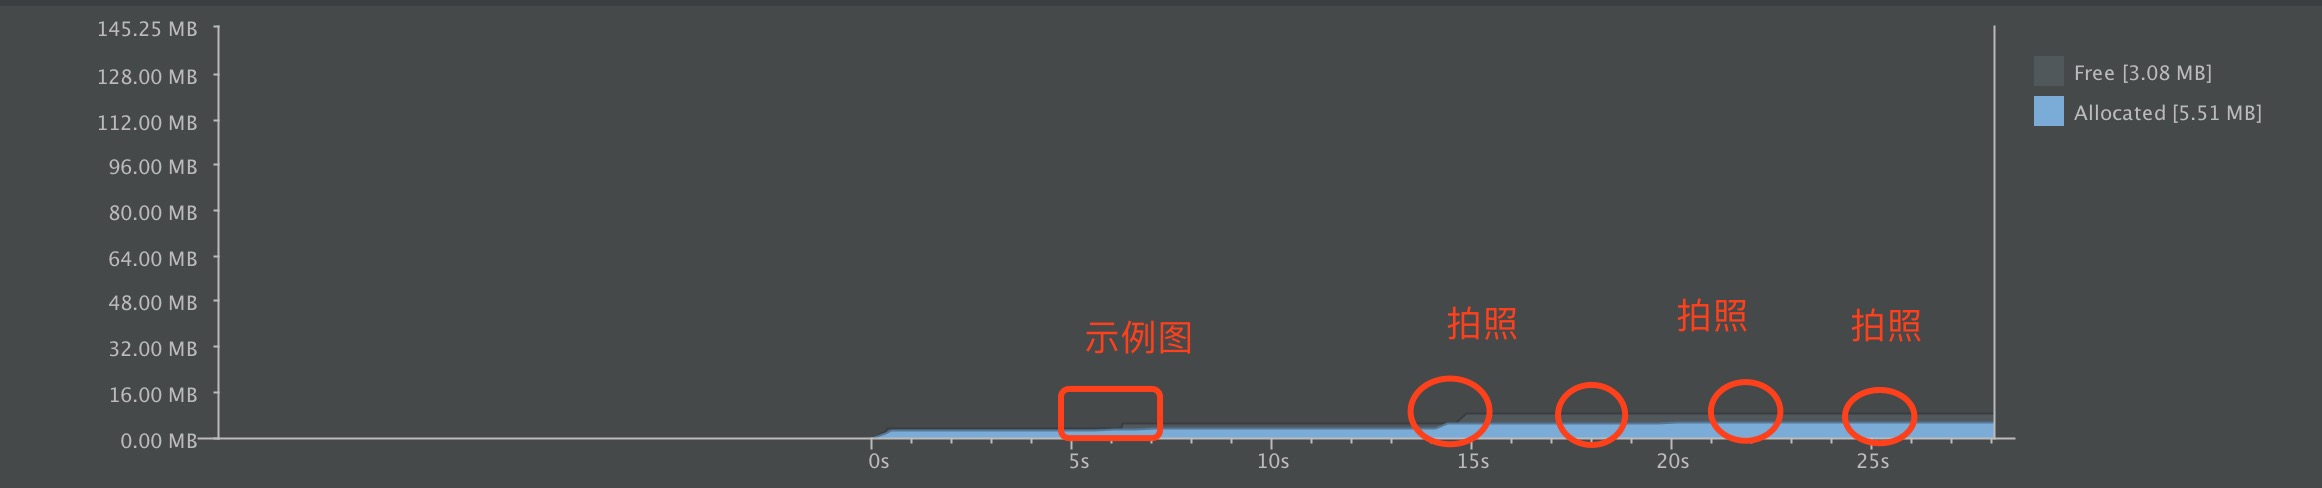 145.25 MB
128.00 MB
112.00 MB
96.00 MB
80.00 MB
64.00 MB
48.00 MB
32.00 MB
16.00 MB
0.00 MB
Free [3.08 MB]
Allocated [5.51 MB]
示例图
拍照
拍照
拍照
0s
5s
10s
15s
20s
25s